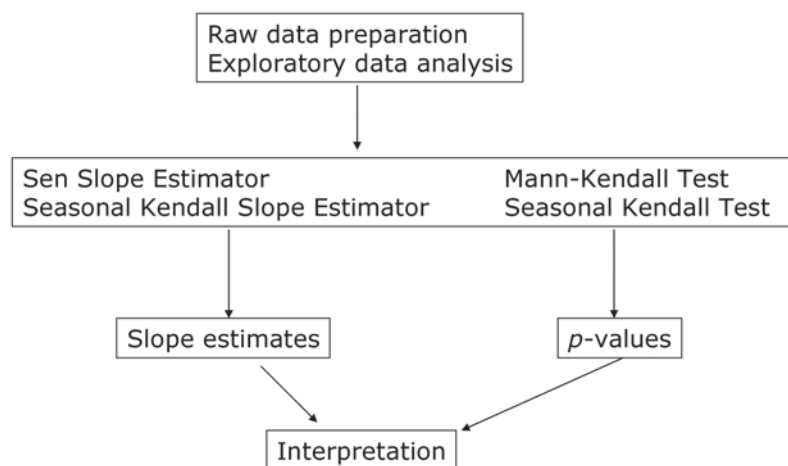 Raw data preparation
Exploratory data analysis
Sen Slope Estimator
Seasonal Kendall Slope Estimator
Mann-Kendall Test
Seasonal Kendall Test
Slope estimates
p-values
Interpretation